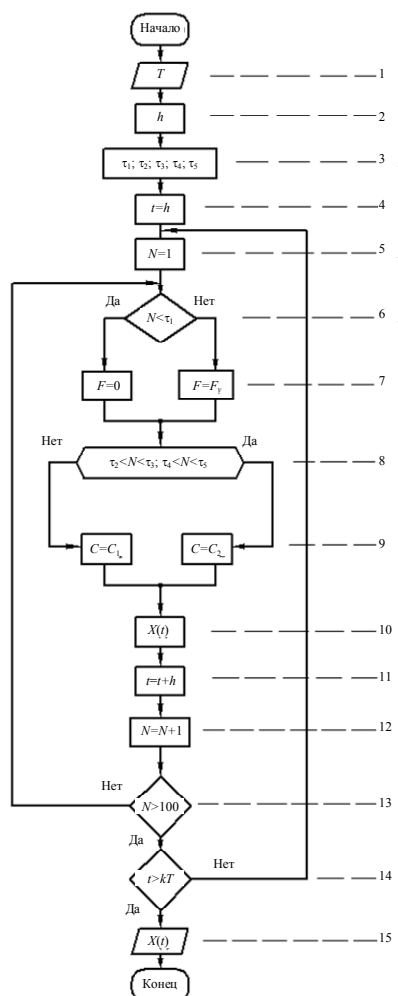 Начало
T 1
h 2
τ1; τ2; τ3; τ4; τ5 3
t=h 4
N=1 5
Да Нет
N<τ1 6
F=0 F=Fγ 7
Нет Да
τ2<N<τ3; τ4<N<τ5 8
C=C1 C=C2 9
X(t) 10
t=t+h 11
N=N+1 12
Нет
N>100 13
Да
Нет
t>kT 14
Да
X(t) 15
Конец